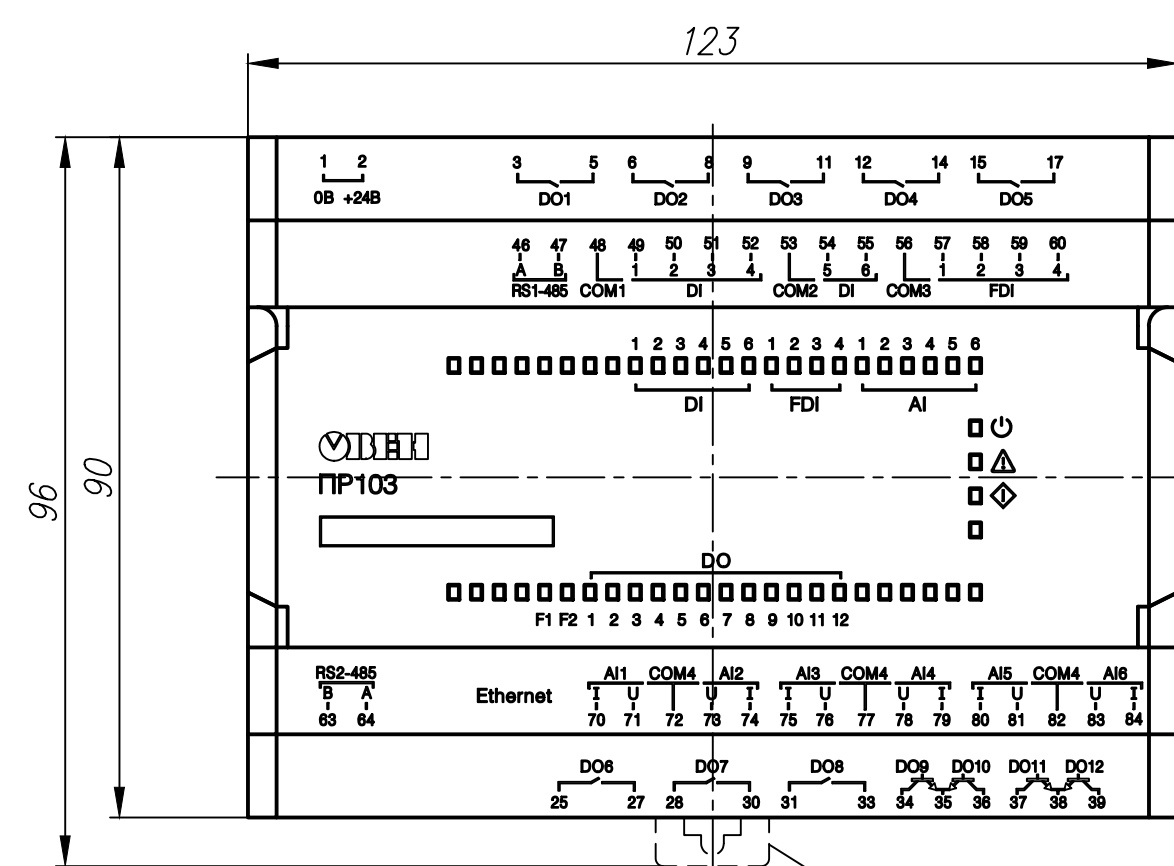 123
1 2 3 5 6 8 9 11 12 14 15 17
0В +24В DO1 DO2 DO3 DO4 DO5
46 47 48 49 50 51 52 53 54 55 56 57 58 59 60
A B 1 2 3 4 5 6 1 2 3 4
RS1-485 COM1 DI COM2 DI COM3 FDI
1 2 3 4 5 6 1 2 3 4 1 2 3 4 5 6
DI FDI AI
ОВЕН
ПР103
96 90
DO
F1 F2 1 2 3 4 5 6 7 8 9 10 11 12
RS2-485 AI1 COM4 AI2 AI3 COM4 AI4 AI5 COM4 AI6
B A Ethernet I U U I I U U I I U U I
63 64 70 71 72 73 74 75 76 77 78 79 80 81 82 83 84
DO6 DO7 DO8 DO9 DO10 DO11 DO12
25 27 28 30 31 33 34 35 36 37 38 39